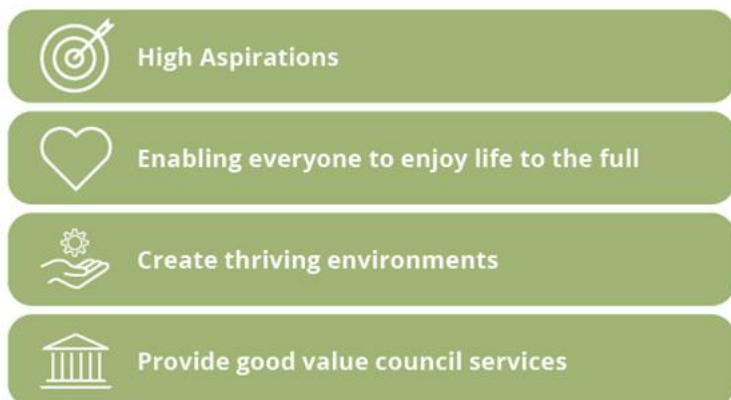 High Aspirations
Enabling everyone to enjoy life to the full
Create thriving environments
Provide good value council services